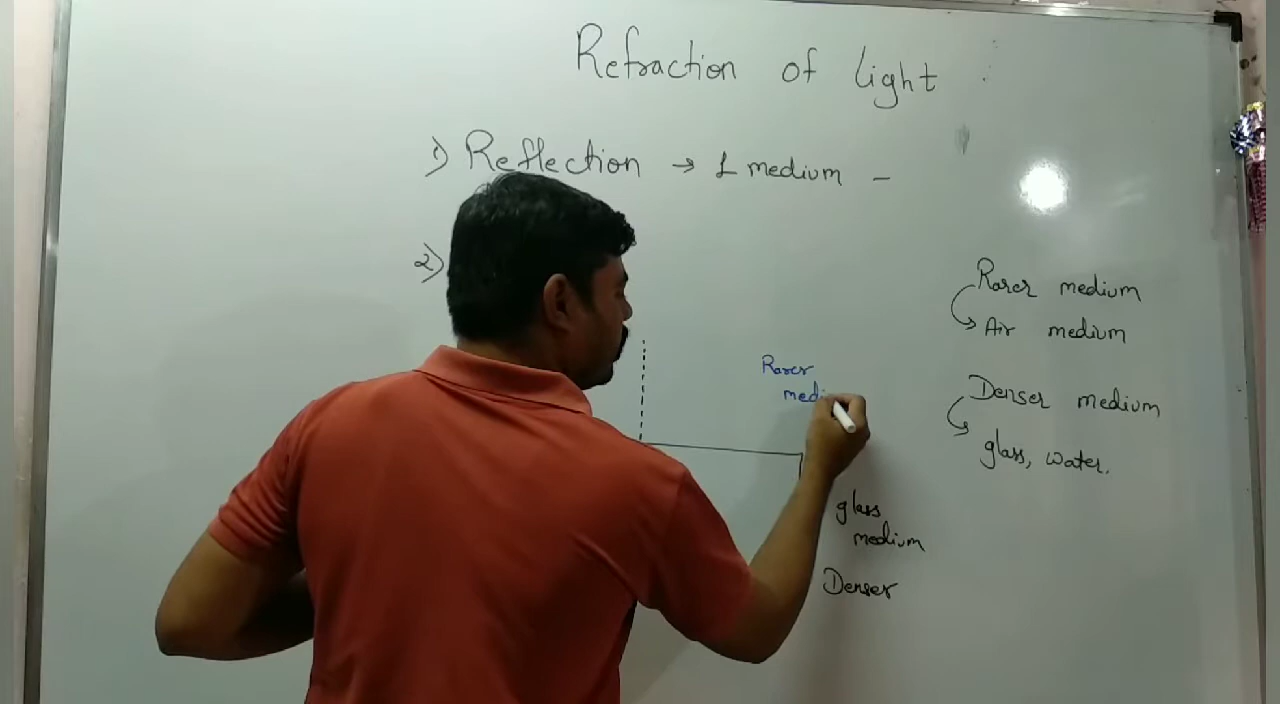 Refraction of light
1) Reflection → 1 medium –
2)
Rarer medium
Air medium
Denser medium
glass, water.
Rarer
medi
glass
medium
Denser